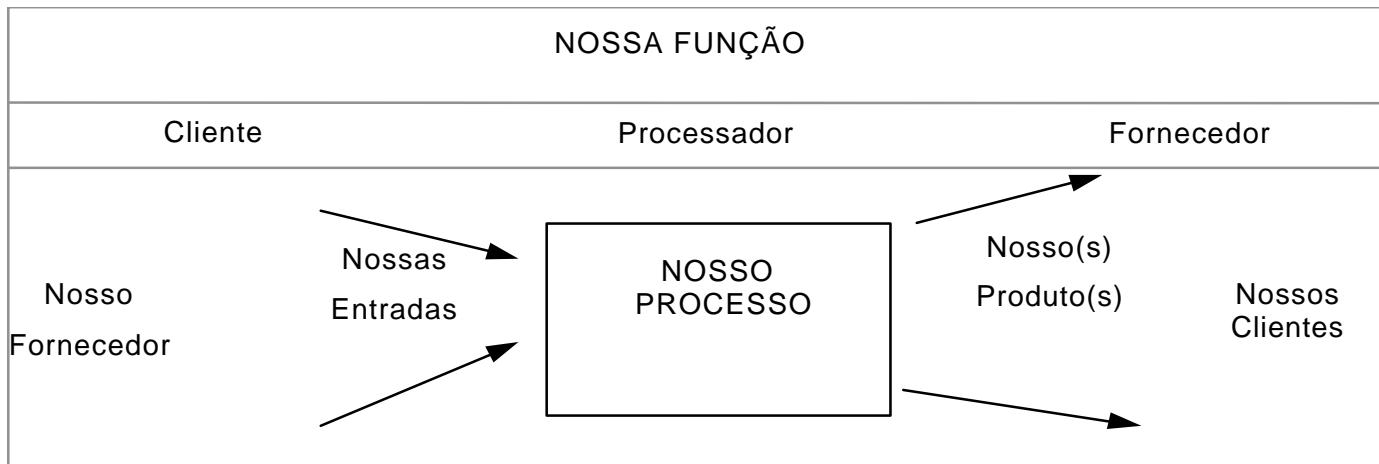 NOSSA FUNÇÃO
Cliente
Processador
Fornecedor
Nosso
Fornecedor
Nossas
Entradas
NOSSO
PROCESSO
Nosso(s)
Produto(s)
Nossos
Clientes